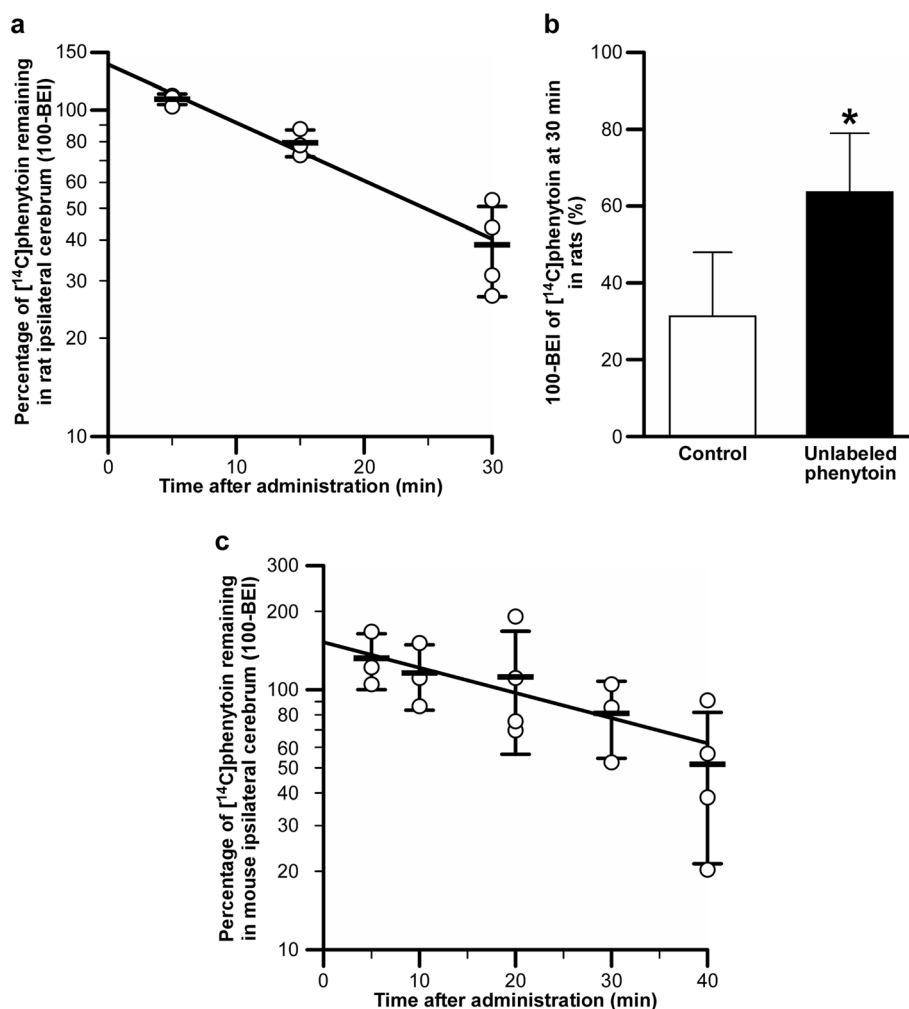 a
Percentage of [¹⁴C]phenytoin remaining
in rat ipsilateral cerebrum (100-BEI)
150
100
80
60
50
40
30
20
10
0
10
20
30
Time after administration (min)
b
100-BEI of [¹⁴C]phenytoin at 30 min
in rats (%)
100
80
60
40
20
0
*
Control
Unlabeled
phenytoin
c
Percentage of [¹⁴C]phenytoin remaining
in mouse ipsilateral cerebrum (100-BEI)
300
200
100
80
60
50
40
30
20
10
0
10
20
30
40
Time after administration (min)